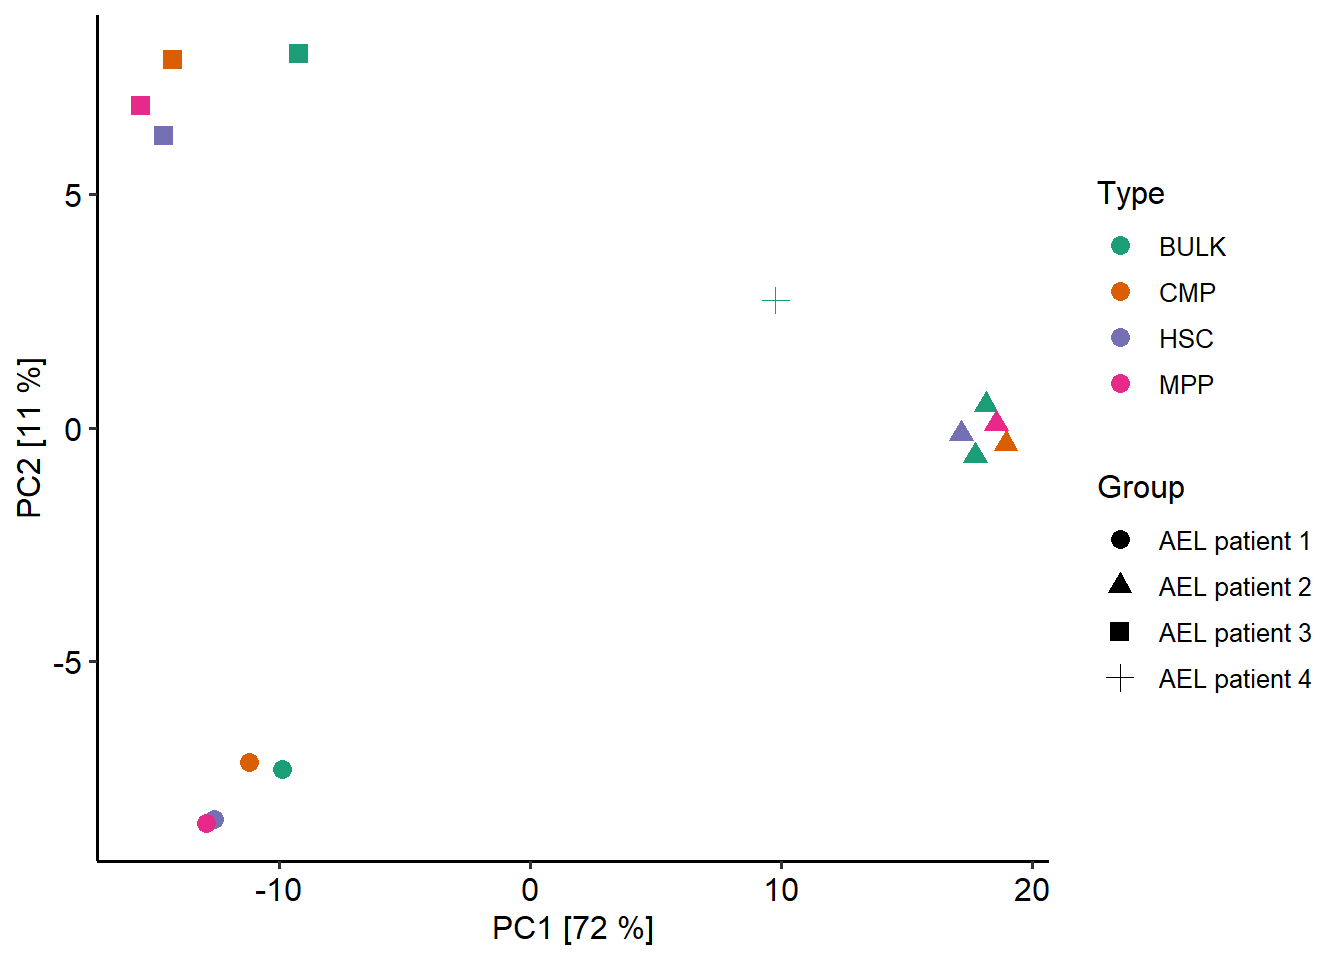 5
0
-5
PC2 [11 %]
-10
0
10
20
PC1 [72 %]
Type
BULK
CMP
HSC
MPP
Group
AEL patient 1
AEL patient 2
AEL patient 3
AEL patient 4